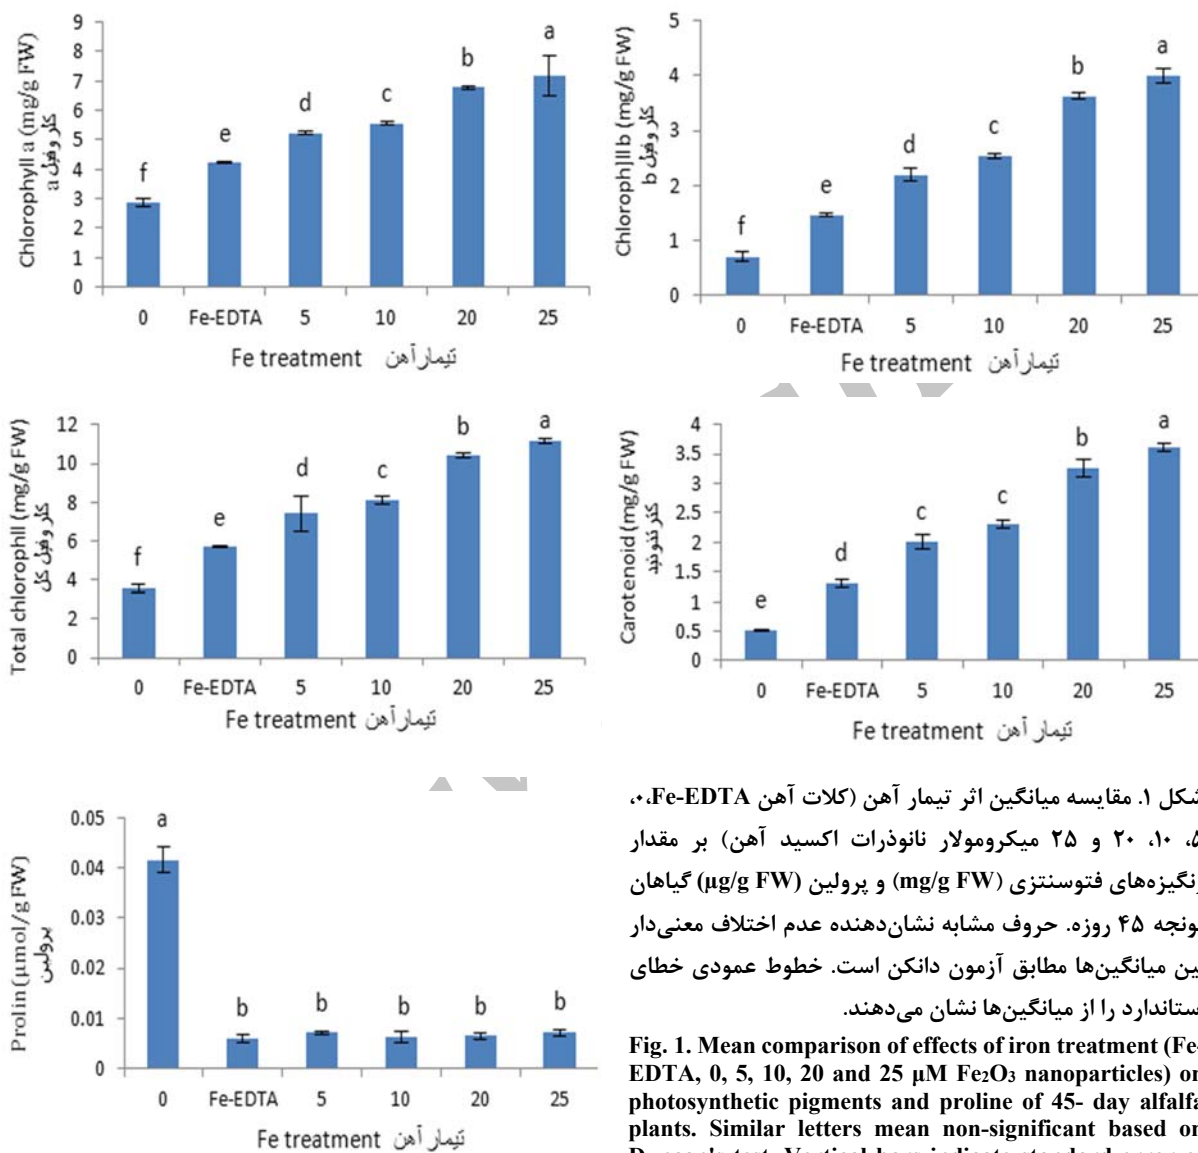 Chlorophyll a (mg/g FW)
کلروفیل a
9
8
7
6
5
4
3
2
1
0
f
e
d
c
b
a
0 Fe-EDTA 5 10 20 25
Fe treatment تیمار آهن
Chlorophyll b (mg/g FW)
کلروفیل b
5
4
3
2
1
0
f
e
d
c
b
a
0 Fe-EDTA 5 10 20 25
Fe treatment تیمار آهن
Total chlorophll (mg/g FW)
کلروفیل کل
12
10
8
6
4
2
0
f
e
d
c
b
a
0 Fe-EDTA 5 10 20 25
Fe treatment تیمار آهن
Carotenoid (mg/g FW)
کارتنوئید
4
3.5
3
2.5
2
1.5
1
0.5
0
e
d
c
c
b
a
0 Fe-EDTA 5 10 20 25
Fe treatment تیمار آهن
Prolin (µmol/g FW)
پرولین
0.05
0.04
0.03
0.02
0.01
0
a
b
b
b
b
b
0 Fe-EDTA 5 10 20 25
Fe treatment تیمار آهن
شکل ۱. مقایسه میانگین اثر تیمار آهن (کلات آهن Fe-EDTA، ۰،
۵، ۱۰، ۲۰ و ۲۵ میکرومولار نانوذرات اکسید آهن) بر مقدار
رنگیزه‌های فتوسنتزی (mg/g FW) و پرولین (µg/g FW) گیاهان
یونجه ۴۵ روزه. حروف مشابه نشان‌دهنده عدم اختلاف معنی‌دار
بین میانگین‌ها مطابق آزمون دانکن است. خطوط عمودی خطای
استاندارد را از میانگین‌ها نشان می‌دهند.
Fig. 1. Mean comparison of effects of iron treatment (Fe-
EDTA, 0, 5, 10, 20 and 25 µM Fe₂O₃ nanoparticles) on
photosynthetic pigments and proline of 45- day alfalfa
plants. Similar letters mean non-significant based on